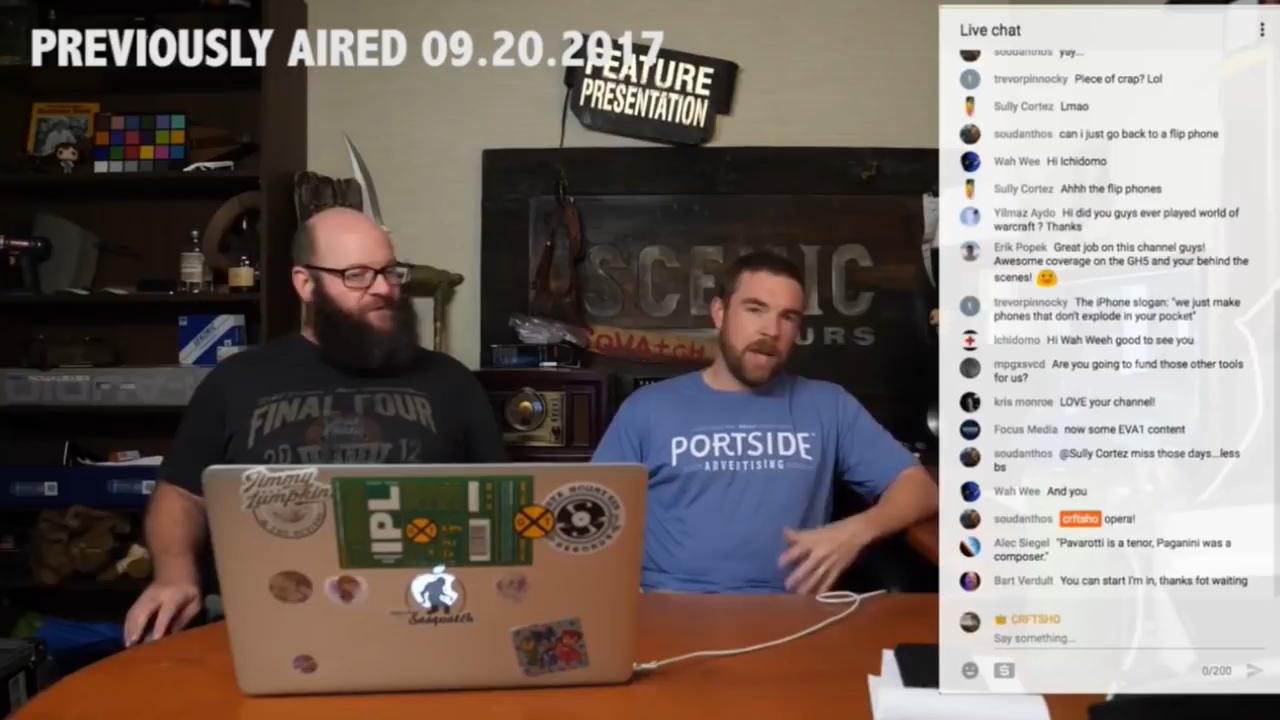 PREVIOUSLY AIRED 09.20.2017
FEATURE
PRESENTATION
SCENIC
OURS
SQUATCH
FINAL FOUR
20
12
PORTSIDE
ADVERTISING
Jimmy
Lumpkin
IIPL
RECORDS
Sasquatch
Live chat
soudanthos yay...
trevorpinnocky Piece of crap? Lol
Sully Cortez Lmao
soudanthos can i just go back to a flip phone
Wah Wee Hi Ichidomo
Sully Cortez Ahhh the flip phones
Yilmaz Aydo Hi did you guys ever played world of
warcraft ? Thanks
Erik Popek Great job on this channel guys!
Awesome coverage on the GH5 and your behind the
scenes!
trevorpinnocky The iPhone slogan: "we just make
phones that don't explode in your pocket"
Ichidomo Hi Wah Weeh good to see you
mpgxsvcd Are you going to fund those other tools
for us?
kris monroe LOVE your channel!
Focus Media now some EVA1 content
soudanthos @Sully Cortez miss those days...less
bs
Wah Wee And you
soudanthos crftsho opera!
Alec Siegel "Pavarotti is a tenor, Paganini was a
composer."
Bart Verdult You can start I'm in, thanks fot waiting
CRFTSHO
Say something...
0/200